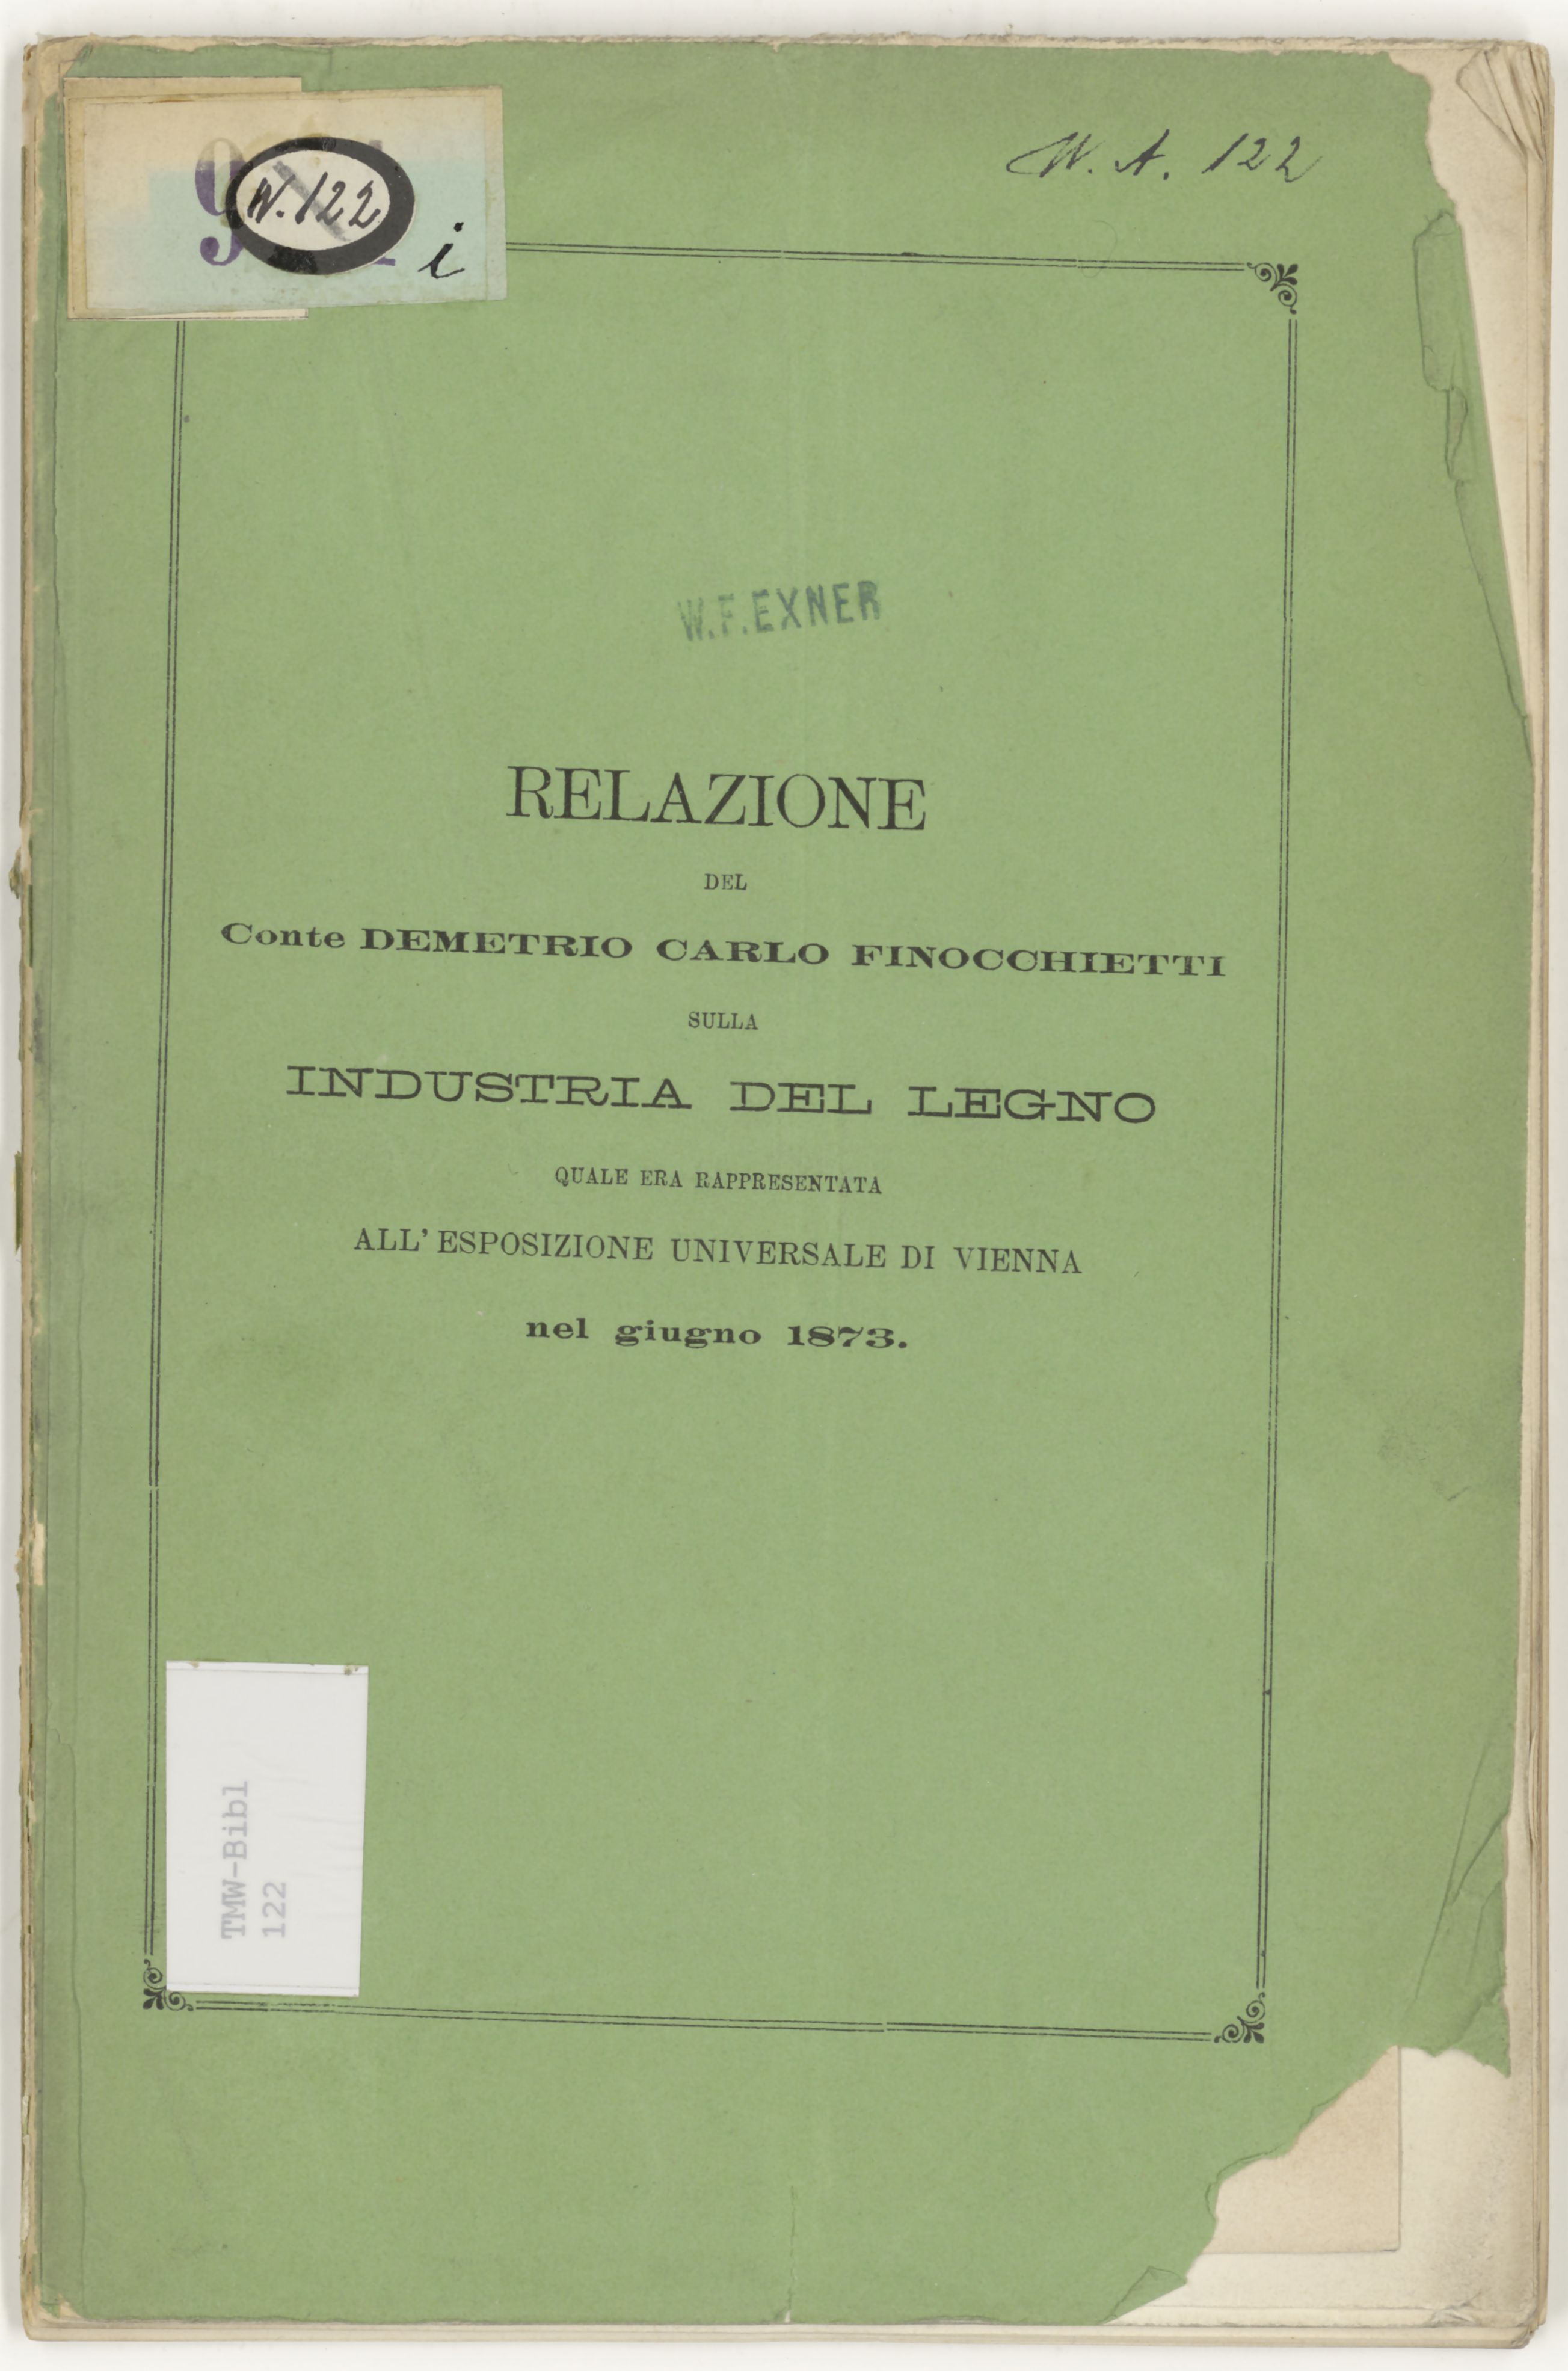 W. A. 122
W. 122
i
W. F. EXNER
RELAZIONE
DEL
Conte DEMETRIO CARLO FINOCCHIETTI
SULLA
INDUSTRIA DEL LEGNO
QUALE ERA RAPPRESENTATA
ALL' ESPOSIZIONE UNIVERSALE DI VIENNA
nel giugno 1873.
TMW-Bibl
122